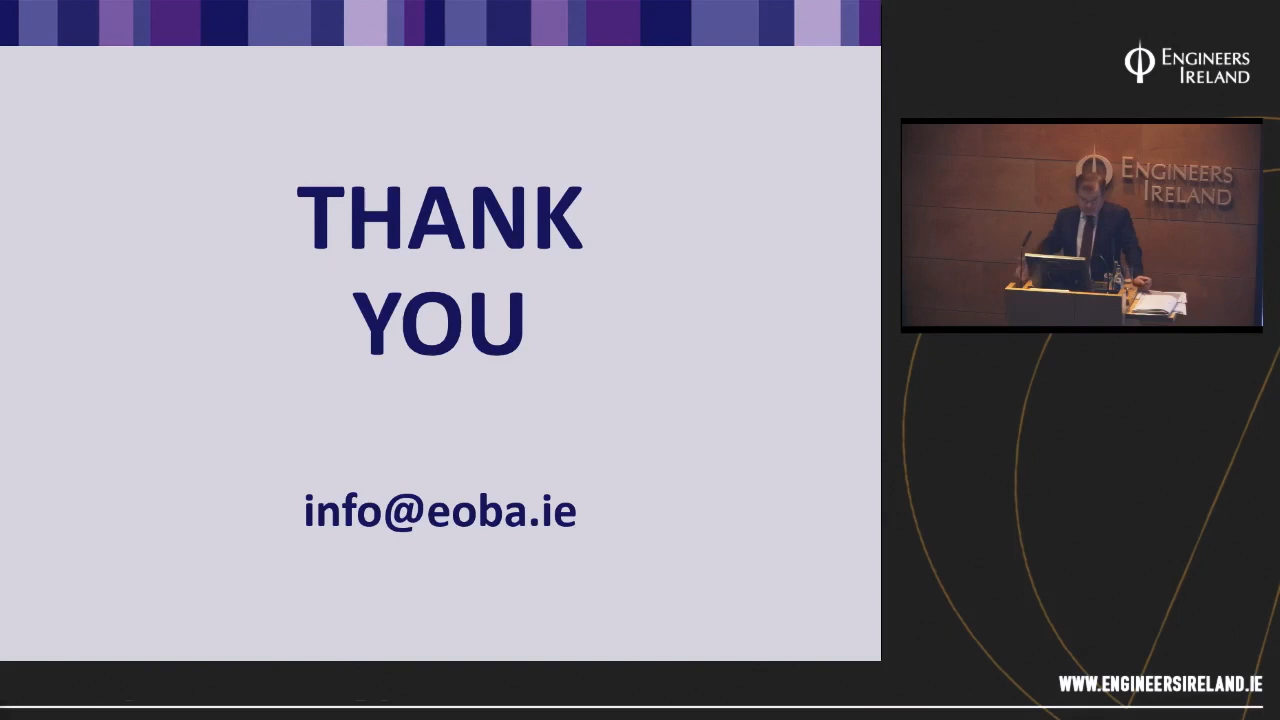 THANK
YOU
info@eoba.ie
ENGINEERS
IRELAND
ENGINEERS
IRELAND
WWW.ENGINEERSIRELAND.IE